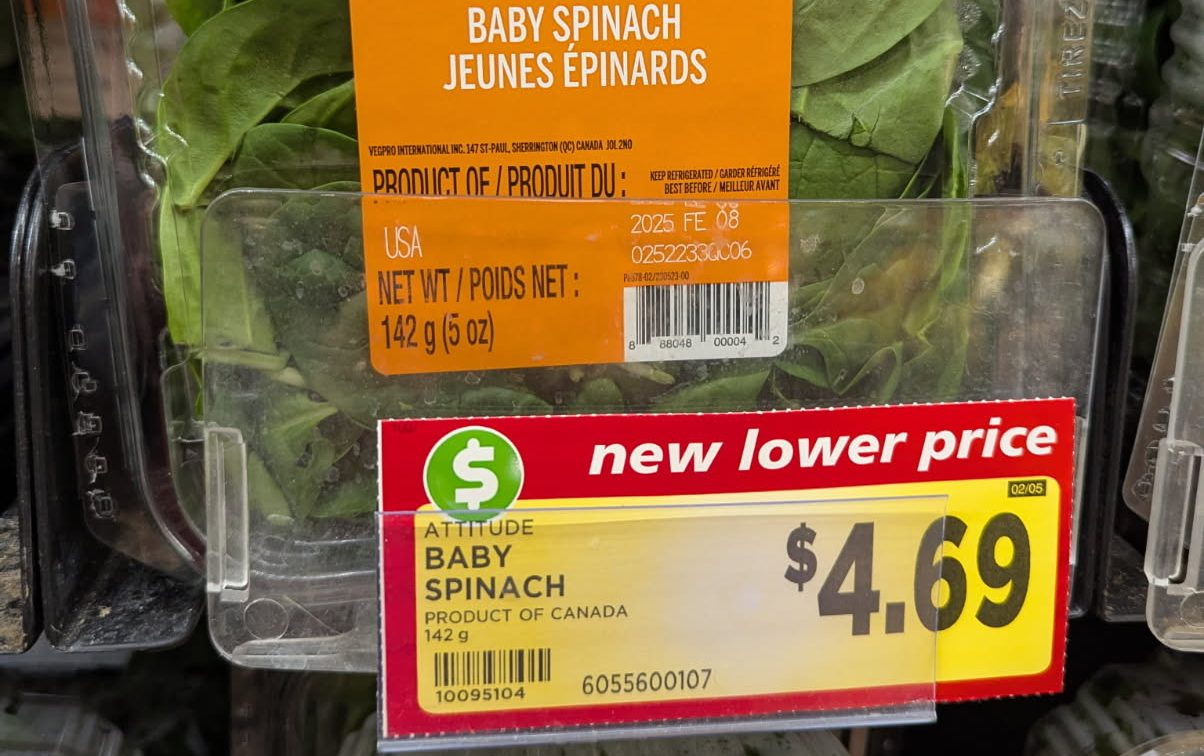 BABY SPINACH
JEUNES ÉPINARDS
VEGPRO INTERNATIONAL INC. 147 ST-PAUL, SHERRINGTON (QC) CANADA J0L 2N0
PRODUCT OF / PRODUIT DU :
KEEP REFRIGERATED / GARDER RÉFRIGÉRÉ
BEST BEFORE / MEILLEUR AVANT
USA
2025 FE 08
0252233QC06
NET WT / POIDS NET :
142 g (5 oz)
8 88048 00004 2
new lower price
02/05
$
ATTITUDE
BABY
SPINACH
PRODUCT OF CANADA
142 g
$4.69
10095104
6055600107